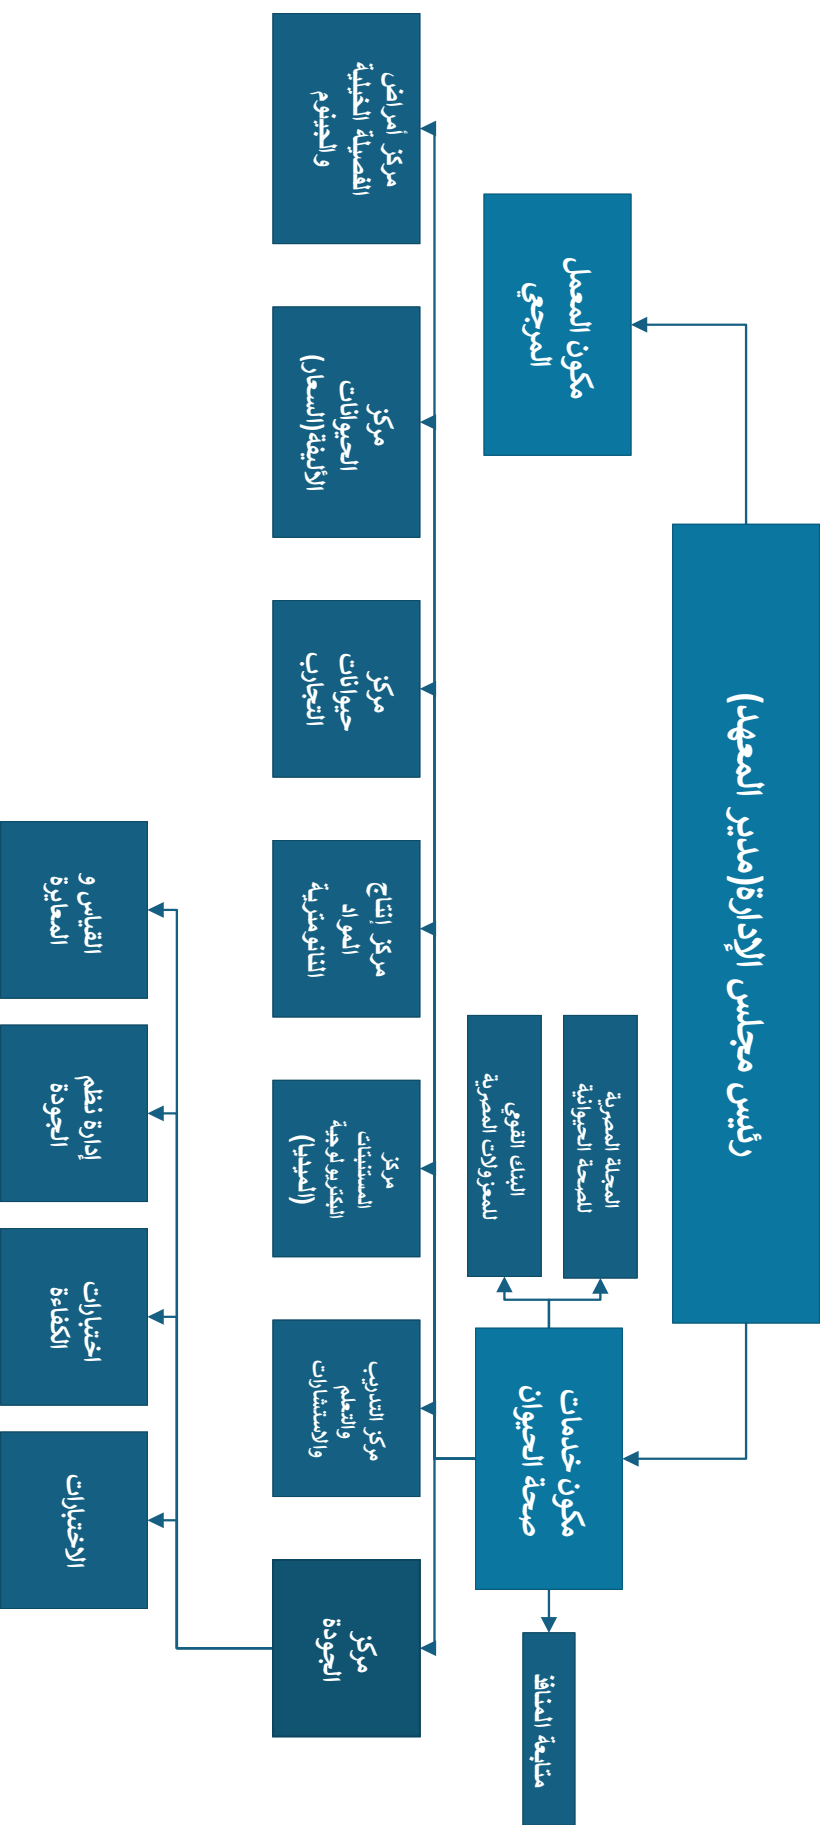 رئيس مجلس الإدارة(مدير المعهد)
مكون المعمل
المرجعي
مكون خدمات
صحة الحيوان
المجلة المصرية
للصحة الحيوانية
البنك القومي
للمعزولات المصرية
متابعة المنافذ
مركز أمراض
الفصيلة الخيلية
والجينوم
مركز
الحيوانات
الأليفة(السعار)
مركز
حيوانات
التجارب
مركز إنتاج
المواد
النانومترية
مركز
المستنبتات
البكتريولوجية
(الميديا)
مركز التدريب
والتعلم
والاستشارات
مركز
الجودة
القياس و
المعايرة
إدارة نظم
الجودة
اختبارات
الكفاءة
الاختبارات